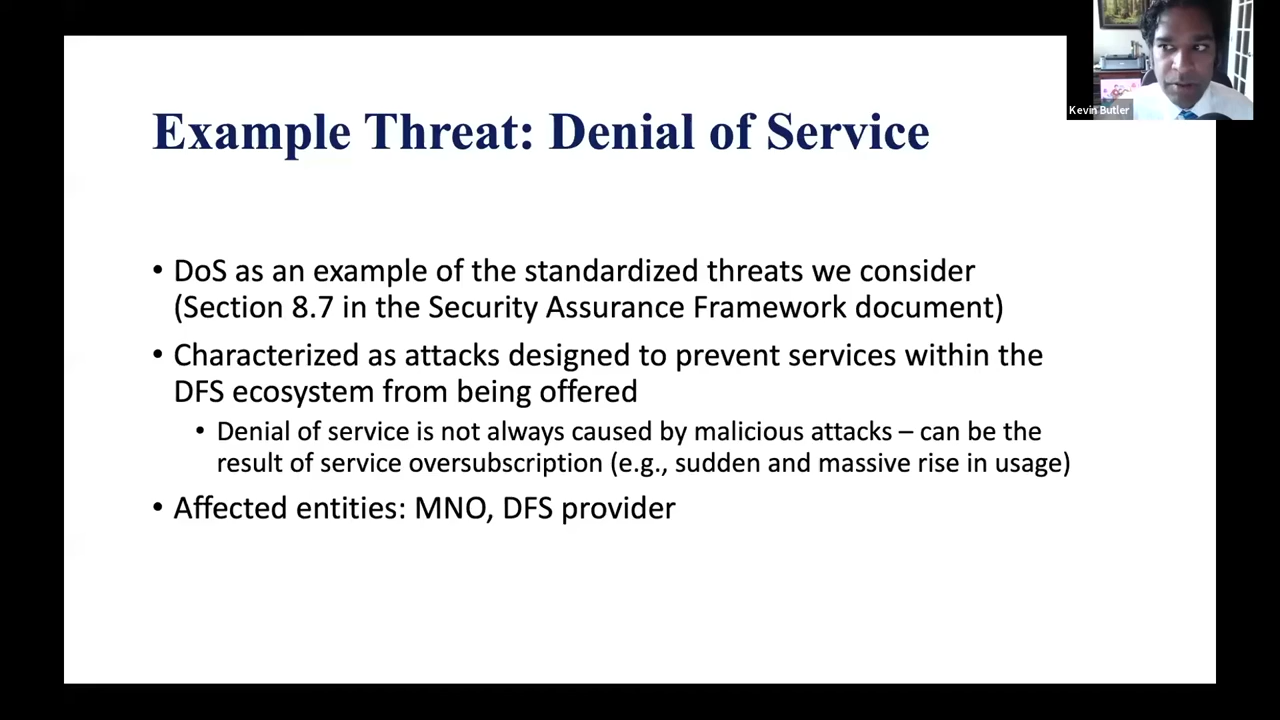 Example Threat: Denial of Service
Kevin Butler
• DoS as an example of the standardized threats we consider
(Section 8.7 in the Security Assurance Framework document)
• Characterized as attacks designed to prevent services within the
DFS ecosystem from being offered
• Denial of service is not always caused by malicious attacks – can be the
result of service oversubscription (e.g., sudden and massive rise in usage)
• Affected entities: MNO, DFS provider